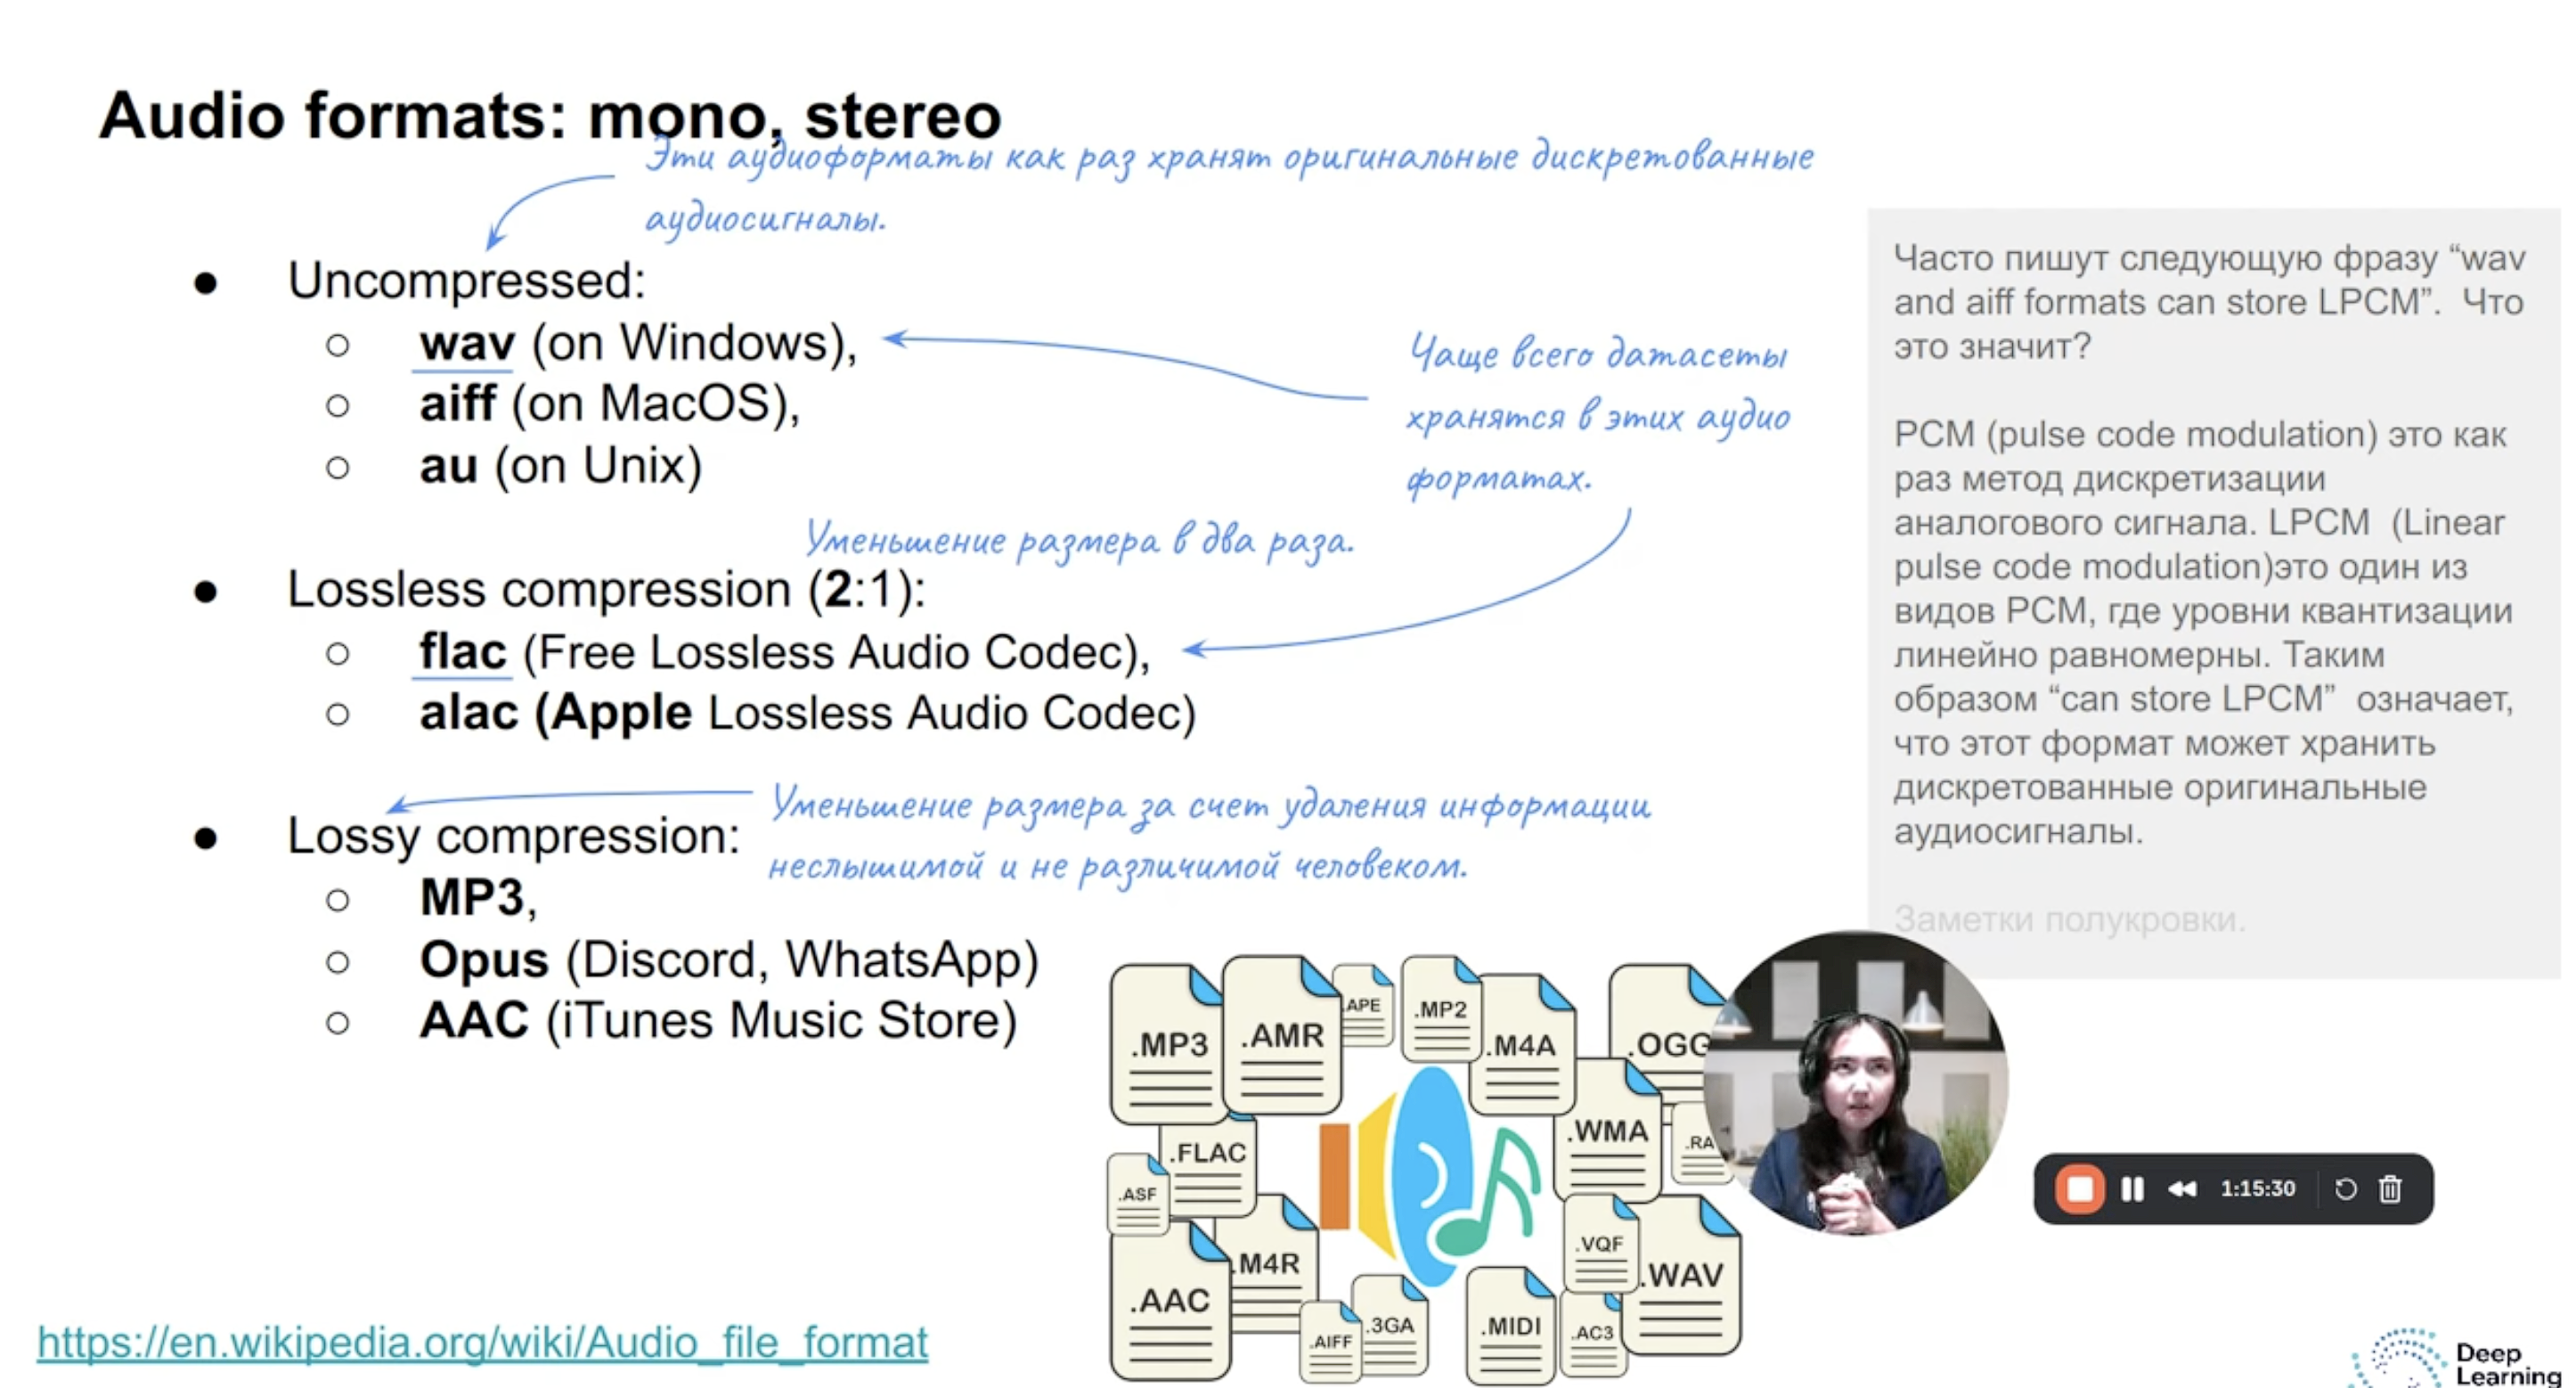 Audio formats: mono, stereo
Эти аудиоформаты как раз хранят оригинальные дискретованные
аудиосигналы.
● Uncompressed:
○ wav (on Windows),
○ aiff (on MacOS),
○ au (on Unix)
Чаще всего датасеты
хранятся в этих аудио
форматах.
Уменьшение размера в два раза.
● Lossless compression (2:1):
○ flac (Free Lossless Audio Codec),
○ alac (Apple Lossless Audio Codec)
Уменьшение размера за счет удаления информации
неслышимой и не различимой человеком.
● Lossy compression:
○ MP3,
○ Opus (Discord, WhatsApp)
○ AAC (iTunes Music Store)
https://en.wikipedia.org/wiki/Audio_file_format
Часто пишут следующую фразу “wav
and aiff formats can store LPCM”. Что
это значит?
PCM (pulse code modulation) это как
раз метод дискретизации
аналогового сигнала. LPCM (Linear
pulse code modulation)это один из
видов PCM, где уровни квантизации
линейно равномерны. Таким
образом “can store LPCM” означает,
что этот формат может хранить
дискретованные оригинальные
аудиосигналы.
Заметки полукровки.
.MP3
.AMR
.APE
.MP2
.M4A
.OGG
.FLAC
.WMA
.RA
.ASF
.M4R
.VQF
.WAV
.AAC
.AIFF
.3GA
.MIDI
.AC3
1:15:30
Deep
Learning